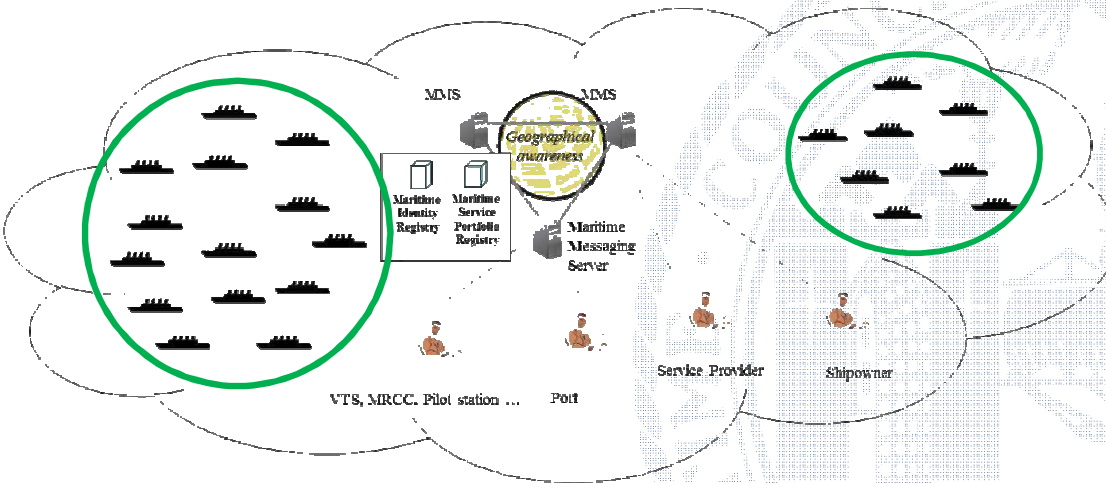 MMS
MMS
Geographical
awareness
Maritime
Identity
Registry
Maritime
Service
Portfolio
Registry
Maritime
Messaging
Server
Service Provider
Shipowner
VTS, MRCC. Pilot station …
Port